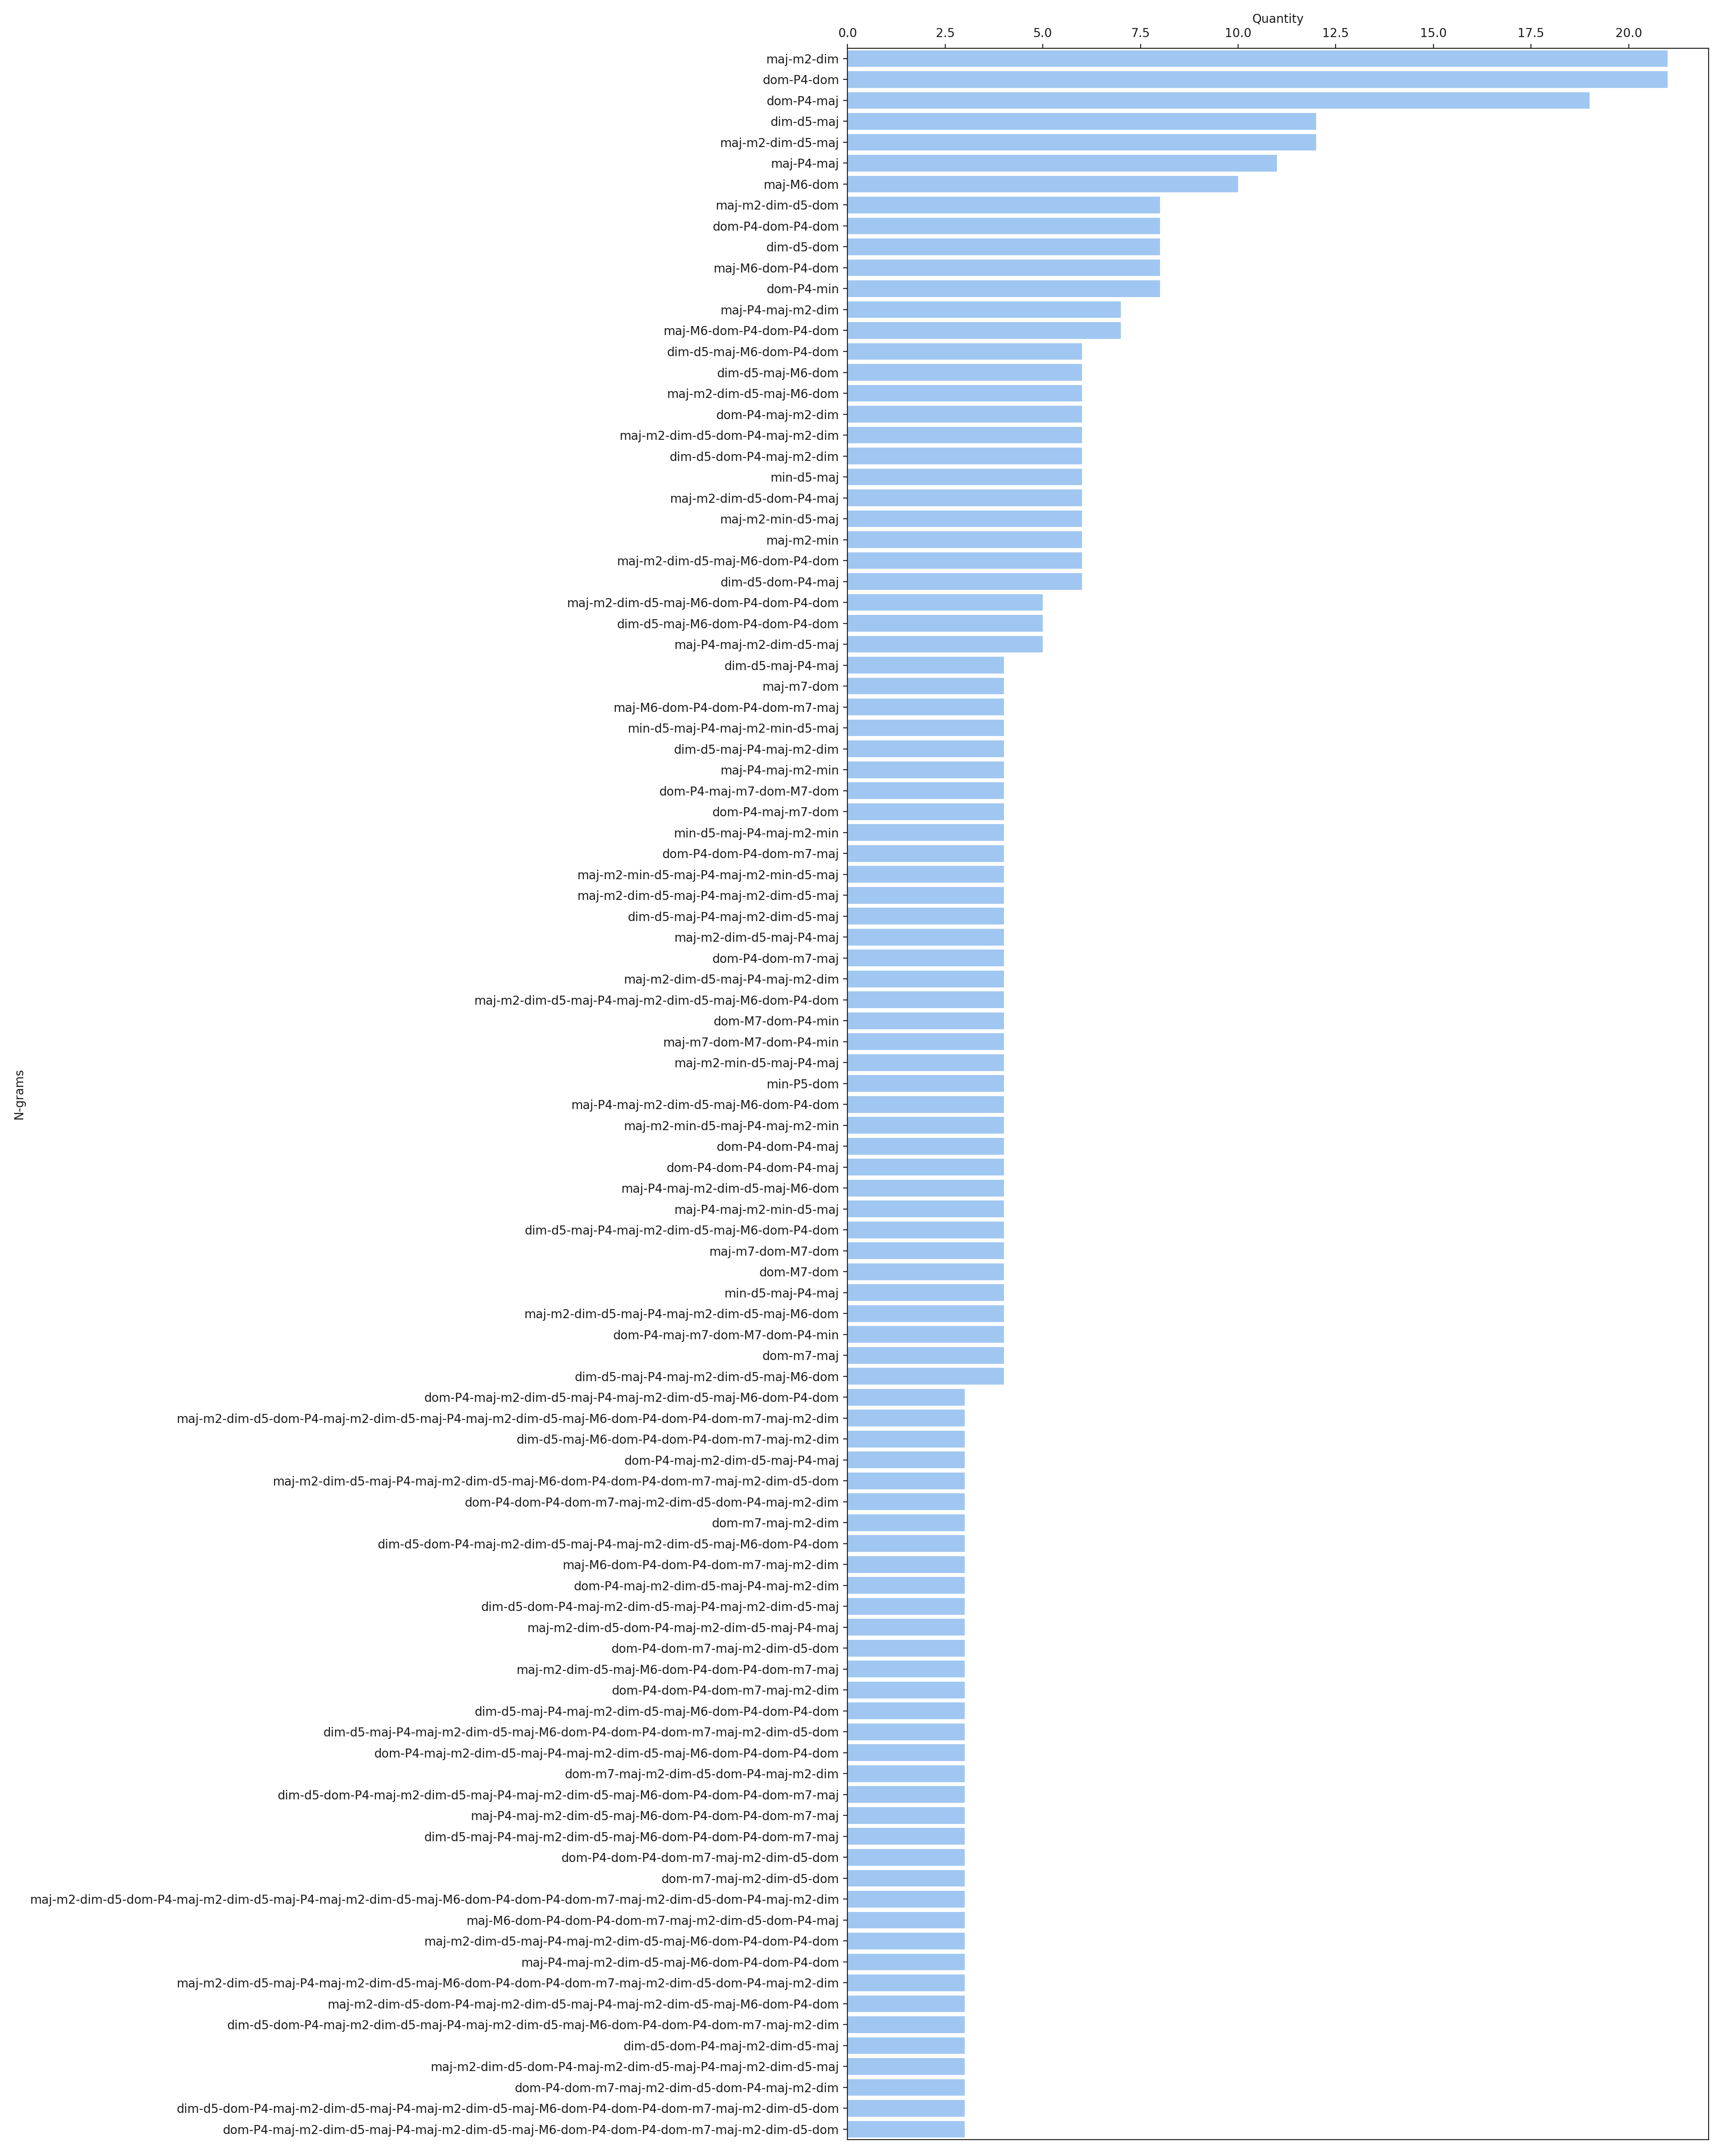 Quantity
0.0 2.5 5.0 7.5 10.0 12.5 15.0 17.5 20.0
maj-m2-dim
dom-P4-dom
dom-P4-maj
dim-d5-maj
maj-m2-dim-d5-maj
maj-P4-maj
maj-M6-dom
maj-m2-dim-d5-dom
dom-P4-dom-P4-dom
dim-d5-dom
maj-M6-dom-P4-dom
dom-P4-min
maj-P4-maj-m2-dim
maj-M6-dom-P4-dom-P4-dom
dim-d5-maj-M6-dom-P4-dom
dim-d5-maj-M6-dom
maj-m2-dim-d5-maj-M6-dom
dom-P4-maj-m2-dim
maj-m2-dim-d5-dom-P4-maj-m2-dim
dim-d5-dom-P4-maj-m2-dim
min-d5-maj
maj-m2-dim-d5-dom-P4-maj
maj-m2-min-d5-maj
maj-m2-min
maj-m2-dim-d5-maj-M6-dom-P4-dom
dim-d5-dom-P4-maj
maj-m2-dim-d5-maj-M6-dom-P4-dom-P4-dom
dim-d5-maj-M6-dom-P4-dom-P4-dom
maj-P4-maj-m2-dim-d5-maj
dim-d5-maj-P4-maj
maj-m7-dom
maj-M6-dom-P4-dom-P4-dom-m7-maj
min-d5-maj-P4-maj-m2-min-d5-maj
dim-d5-maj-P4-maj-m2-dim
maj-P4-maj-m2-min
dom-P4-maj-m7-dom-M7-dom
dom-P4-maj-m7-dom
min-d5-maj-P4-maj-m2-min
dom-P4-dom-P4-dom-m7-maj
maj-m2-min-d5-maj-P4-maj-m2-min-d5-maj
maj-m2-dim-d5-maj-P4-maj-m2-dim-d5-maj
dim-d5-maj-P4-maj-m2-dim-d5-maj
maj-m2-dim-d5-maj-P4-maj
dom-P4-dom-m7-maj
maj-m2-dim-d5-maj-P4-maj-m2-dim
maj-m2-dim-d5-maj-P4-maj-m2-dim-d5-maj-M6-dom-P4-dom
dom-M7-dom-P4-min
maj-m7-dom-M7-dom-P4-min
maj-m2-min-d5-maj-P4-maj
min-P5-dom
N-grams
maj-P4-maj-m2-dim-d5-maj-M6-dom-P4-dom
maj-m2-min-d5-maj-P4-maj-m2-min
dom-P4-dom-P4-maj
dom-P4-dom-P4-dom-P4-maj
maj-P4-maj-m2-dim-d5-maj-M6-dom
maj-P4-maj-m2-min-d5-maj
dim-d5-maj-P4-maj-m2-dim-d5-maj-M6-dom-P4-dom
maj-m7-dom-M7-dom
dom-M7-dom
min-d5-maj-P4-maj
maj-m2-dim-d5-maj-P4-maj-m2-dim-d5-maj-M6-dom
dom-P4-maj-m7-dom-M7-dom-P4-min
dom-m7-maj
dim-d5-maj-P4-maj-m2-dim-d5-maj-M6-dom
dom-P4-maj-m2-dim-d5-maj-P4-maj-m2-dim-d5-maj-M6-dom-P4-dom
maj-m2-dim-d5-dom-P4-maj-m2-dim-d5-maj-P4-maj-m2-dim-d5-maj-M6-dom-P4-dom-P4-dom-m7-maj-m2-dim
dim-d5-maj-M6-dom-P4-dom-P4-dom-m7-maj-m2-dim
dom-P4-maj-m2-dim-d5-maj-P4-maj
maj-m2-dim-d5-maj-P4-maj-m2-dim-d5-maj-M6-dom-P4-dom-P4-dom-m7-maj-m2-dim-d5-dom
dom-P4-dom-P4-dom-m7-maj-m2-dim-d5-dom-P4-maj-m2-dim
dom-m7-maj-m2-dim
dim-d5-dom-P4-maj-m2-dim-d5-maj-P4-maj-m2-dim-d5-maj-M6-dom-P4-dom
maj-M6-dom-P4-dom-P4-dom-m7-maj-m2-dim
dom-P4-maj-m2-dim-d5-maj-P4-maj-m2-dim
dim-d5-dom-P4-maj-m2-dim-d5-maj-P4-maj-m2-dim-d5-maj
maj-m2-dim-d5-dom-P4-maj-m2-dim-d5-maj-P4-maj
dom-P4-dom-m7-maj-m2-dim-d5-dom
maj-m2-dim-d5-maj-M6-dom-P4-dom-P4-dom-m7-maj
dom-P4-dom-P4-dom-m7-maj-m2-dim
dim-d5-maj-P4-maj-m2-dim-d5-maj-M6-dom-P4-dom-P4-dom
dim-d5-maj-P4-maj-m2-dim-d5-maj-M6-dom-P4-dom-P4-dom-m7-maj-m2-dim-d5-dom
dom-P4-maj-m2-dim-d5-maj-P4-maj-m2-dim-d5-maj-M6-dom-P4-dom-P4-dom
dom-m7-maj-m2-dim-d5-dom-P4-maj-m2-dim
dim-d5-dom-P4-maj-m2-dim-d5-maj-P4-maj-m2-dim-d5-maj-M6-dom-P4-dom-P4-dom-m7-maj
maj-P4-maj-m2-dim-d5-maj-M6-dom-P4-dom-P4-dom-m7-maj
dim-d5-maj-P4-maj-m2-dim-d5-maj-M6-dom-P4-dom-P4-dom-m7-maj
dom-P4-dom-P4-dom-m7-maj-m2-dim-d5-dom
dom-m7-maj-m2-dim-d5-dom
maj-m2-dim-d5-dom-P4-maj-m2-dim-d5-maj-P4-maj-m2-dim-d5-maj-M6-dom-P4-dom-P4-dom-m7-maj-m2-dim-d5-dom-P4-maj-m2-dim
maj-M6-dom-P4-dom-P4-dom-m7-maj-m2-dim-d5-dom-P4-maj
maj-m2-dim-d5-maj-P4-maj-m2-dim-d5-maj-M6-dom-P4-dom-P4-dom
maj-P4-maj-m2-dim-d5-maj-M6-dom-P4-dom-P4-dom
maj-m2-dim-d5-maj-P4-maj-m2-dim-d5-maj-M6-dom-P4-dom-P4-dom-m7-maj-m2-dim-d5-dom-P4-maj-m2-dim
maj-m2-dim-d5-dom-P4-maj-m2-dim-d5-maj-P4-maj-m2-dim-d5-maj-M6-dom-P4-dom
dim-d5-dom-P4-maj-m2-dim-d5-maj-P4-maj-m2-dim-d5-maj-M6-dom-P4-dom-P4-dom-m7-maj-m2-dim
dim-d5-dom-P4-maj-m2-dim-d5-maj
maj-m2-dim-d5-dom-P4-maj-m2-dim-d5-maj-P4-maj-m2-dim-d5-maj
dom-P4-dom-m7-maj-m2-dim-d5-dom-P4-maj-m2-dim
dim-d5-dom-P4-maj-m2-dim-d5-maj-P4-maj-m2-dim-d5-maj-M6-dom-P4-dom-P4-dom-m7-maj-m2-dim-d5-dom
dom-P4-maj-m2-dim-d5-maj-P4-maj-m2-dim-d5-maj-M6-dom-P4-dom-P4-dom-m7-maj-m2-dim-d5-dom